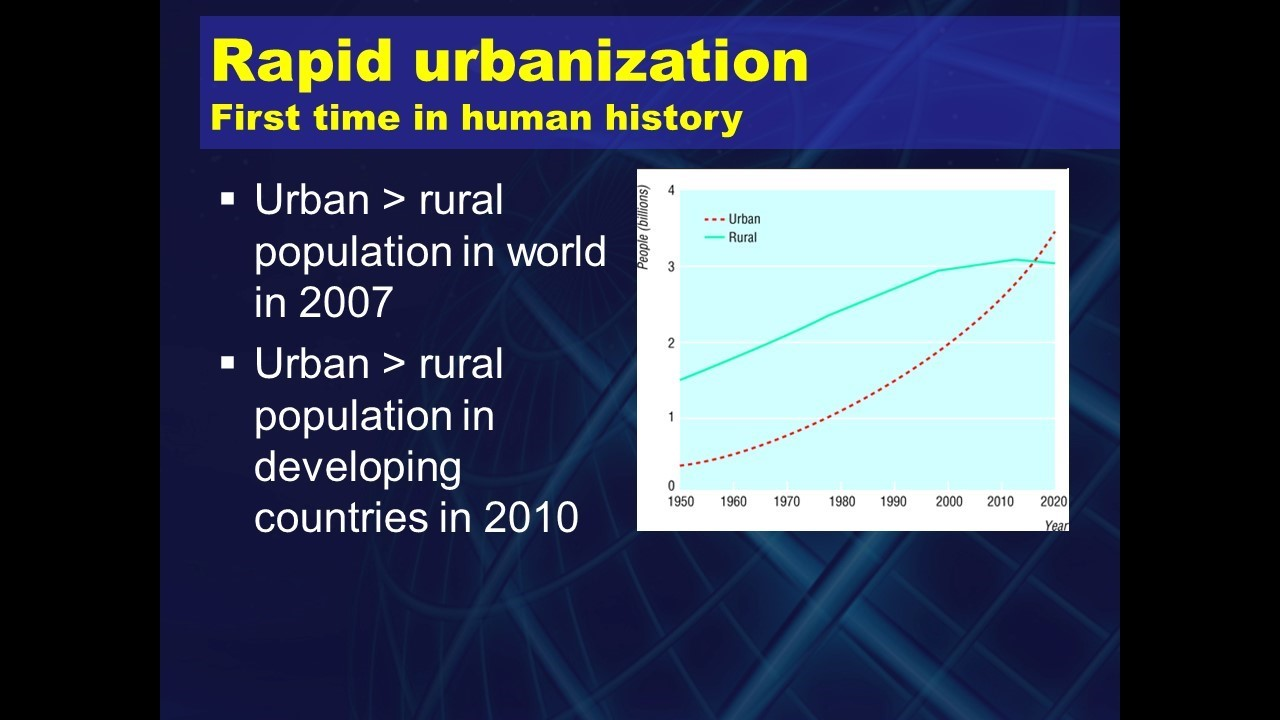 Rapid urbanization
First time in human history
▪ Urban > rural
population in world
in 2007
▪ Urban > rural
population in
developing
countries in 2010
People (billions)
4
3
2
1
0
Urban
Rural
1950 1960 1970 1980 1990 2000 2010 2020
Year